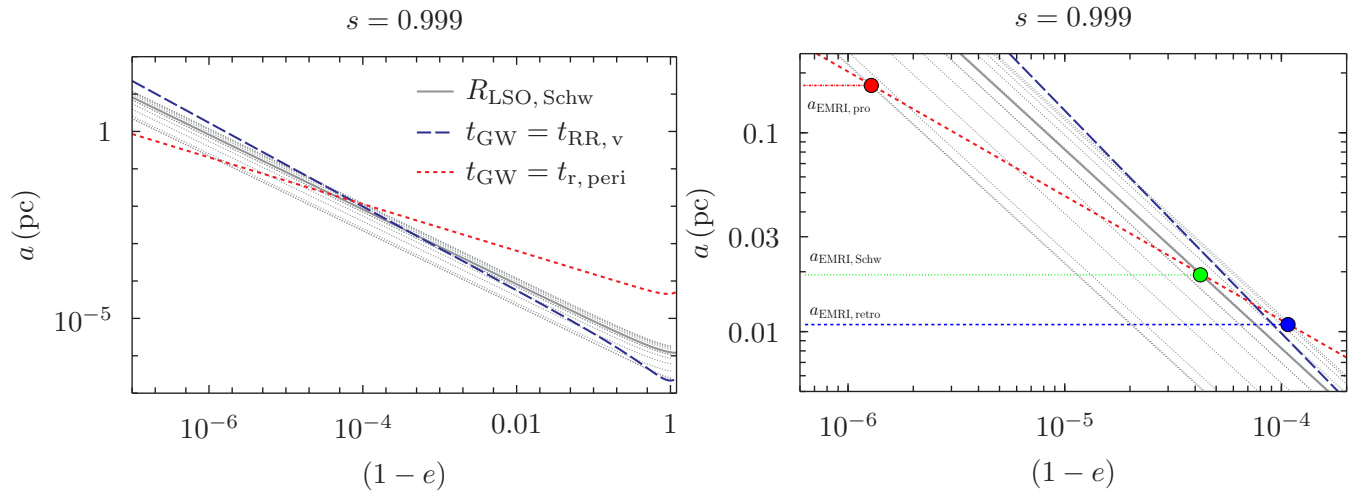 s = 0.999
a (pc)
1
10⁻⁵
R_LSO, Schw
t_GW = t_RR, v
t_GW = t_r, peri
10⁻⁶
10⁻⁴
0.01
1
(1 − e)
s = 0.999
a (pc)
0.1
0.03
0.01
a_EMRI, pro
a_EMRI, Schw
a_EMRI, retro
10⁻⁶
10⁻⁵
10⁻⁴
(1 − e)